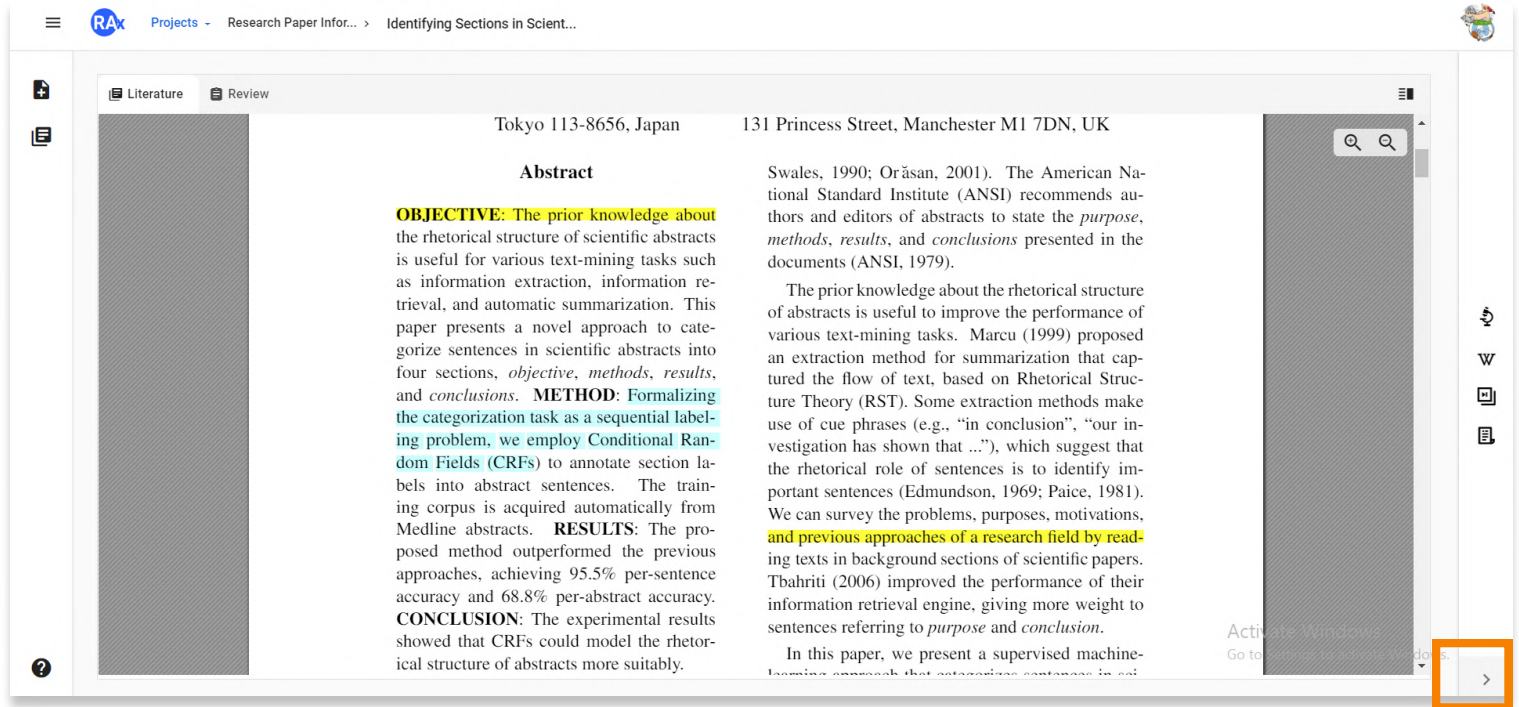 RAx Projects Research Paper Infor... › Identifying Sections in Scient...
Literature Review
Tokyo 113-8656, Japan 131 Princess Street, Manchester M1 7DN, UK
Abstract
OBJECTIVE: The prior knowledge about
the rhetorical structure of scientific abstracts
is useful for various text-mining tasks such
as information extraction, information re-
trieval, and automatic summarization. This
paper presents a novel approach to cate-
gorize sentences in scientific abstracts into
four sections, objective, methods, results,
and conclusions. METHOD: Formalizing
the categorization task as a sequential label-
ing problem, we employ Conditional Ran-
dom Fields (CRFs) to annotate section la-
bels into abstract sentences. The train-
ing corpus is acquired automatically from
Medline abstracts. RESULTS: The pro-
posed method outperformed the previous
approaches, achieving 95.5% per-sentence
accuracy and 68.8% per-abstract accuracy.
CONCLUSION: The experimental results
showed that CRFs could model the rhetor-
ical structure of abstracts more suitably.
Swales, 1990; Orăsan, 2001). The American Na-
tional Standard Institute (ANSI) recommends au-
thors and editors of abstracts to state the purpose,
methods, results, and conclusions presented in the
documents (ANSI, 1979).
The prior knowledge about the rhetorical structure
of abstracts is useful to improve the performance of
various text-mining tasks. Marcu (1999) proposed
an extraction method for summarization that cap-
tured the flow of text, based on Rhetorical Struc-
ture Theory (RST). Some extraction methods make
use of cue phrases (e.g., “in conclusion”, “our in-
vestigation has shown that ...”), which suggest that
the rhetorical role of sentences is to identify im-
portant sentences (Edmundson, 1969; Paice, 1981).
We can survey the problems, purposes, motivations,
and previous approaches of a research field by read-
ing texts in background sections of scientific papers.
Tbahriti (2006) improved the performance of their
information retrieval engine, giving more weight to
sentences referring to purpose and conclusion.
In this paper, we present a supervised machine-
learning approach that categorizes sentences in sci-
W
Activate Windows
Go to Settings to activate Windows.